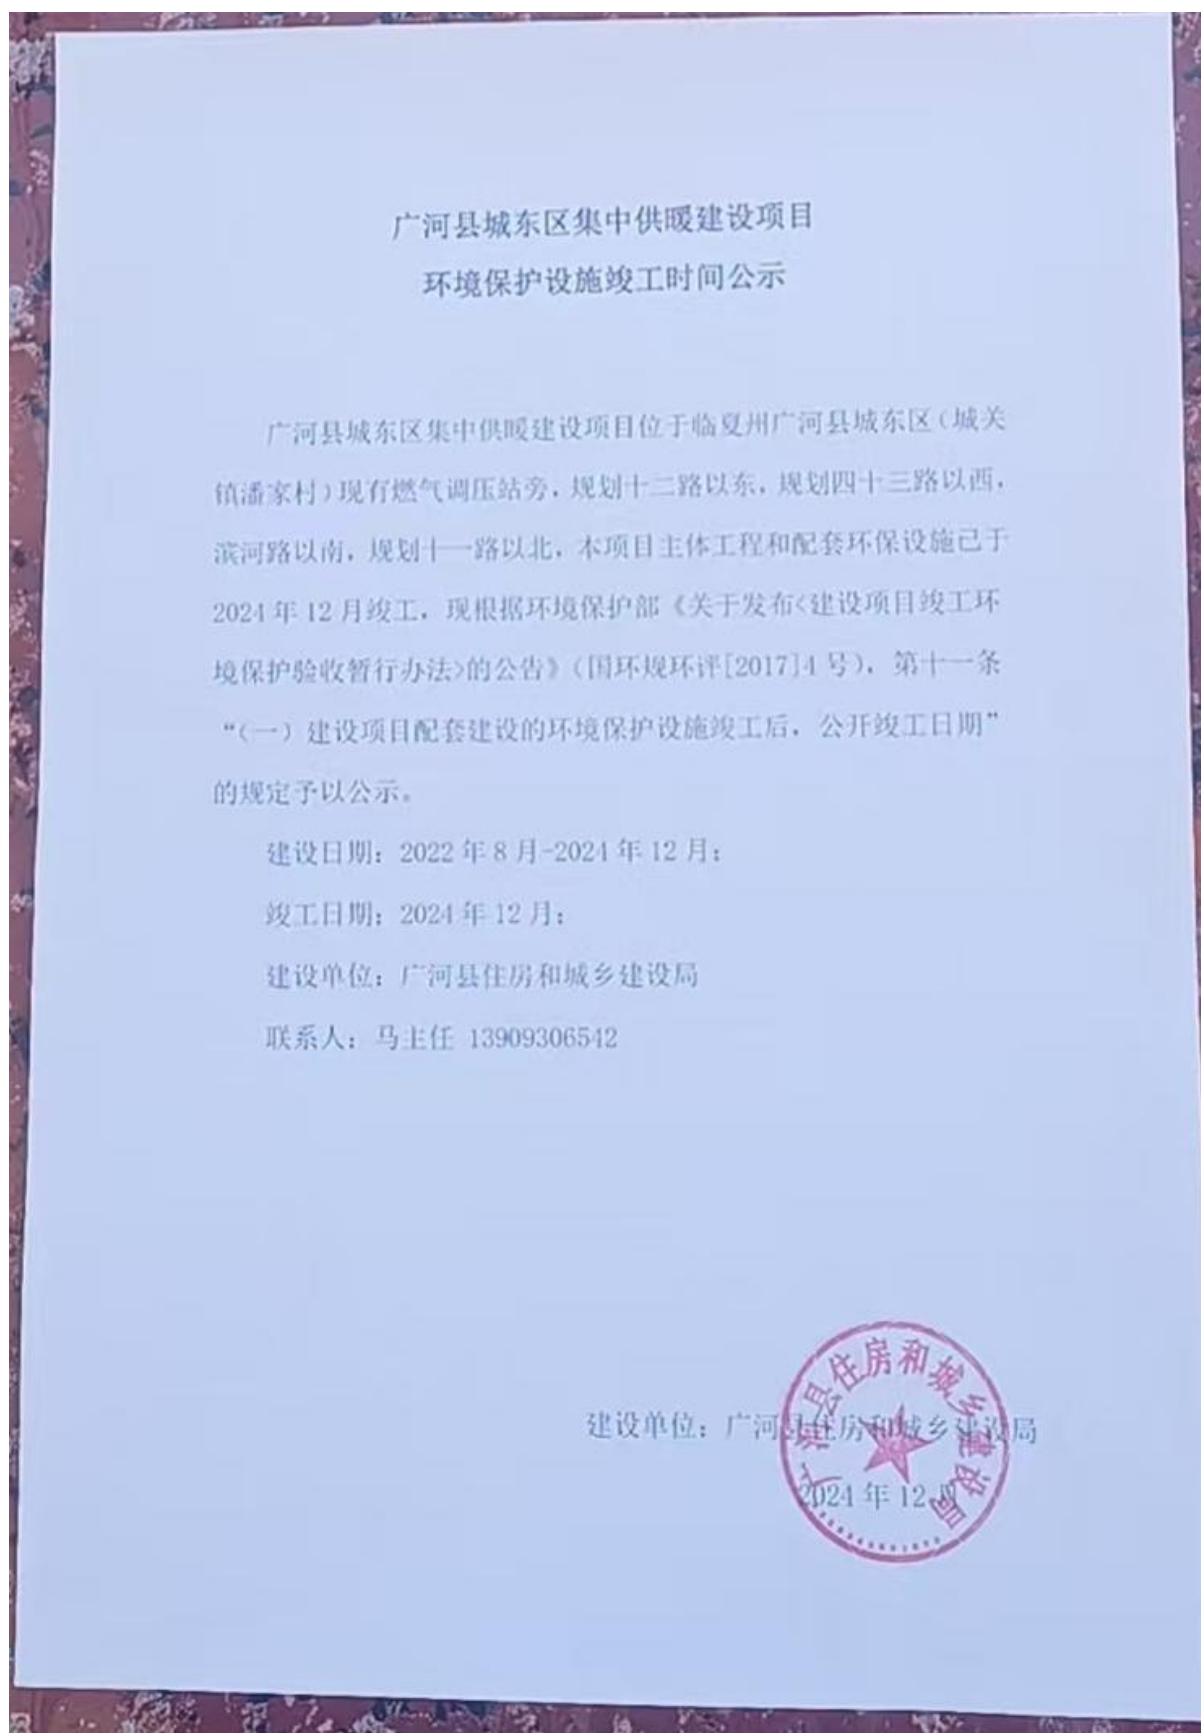 广河县城东区集中供暖建设项目
环境保护设施竣工时间公示
广河县城东区集中供暖建设项目位于临夏州广河县城东区（城关
镇潘家村）现有燃气调压站旁，规划十二路以东，规划四十三路以西，
滨河路以南，规划十一路以北，本项目主体工程和配套环保设施已于
2024年12月竣工，现根据环境保护部《关于发布<建设项目竣工环
境保护验收暂行办法>的公告》（国环规环评[2017]4号），第十一条
“（一）建设项目配套建设的环境保护设施竣工后，公开竣工日期”
的规定予以公示。
建设日期：2022年8月-2024年12月；
竣工日期：2024年12月；
建设单位：广河县住房和城乡建设局
联系人：马主任 13909306542
广河县住房和城乡建设局
建设单位：广河县住房和城乡建设局
2024年12月